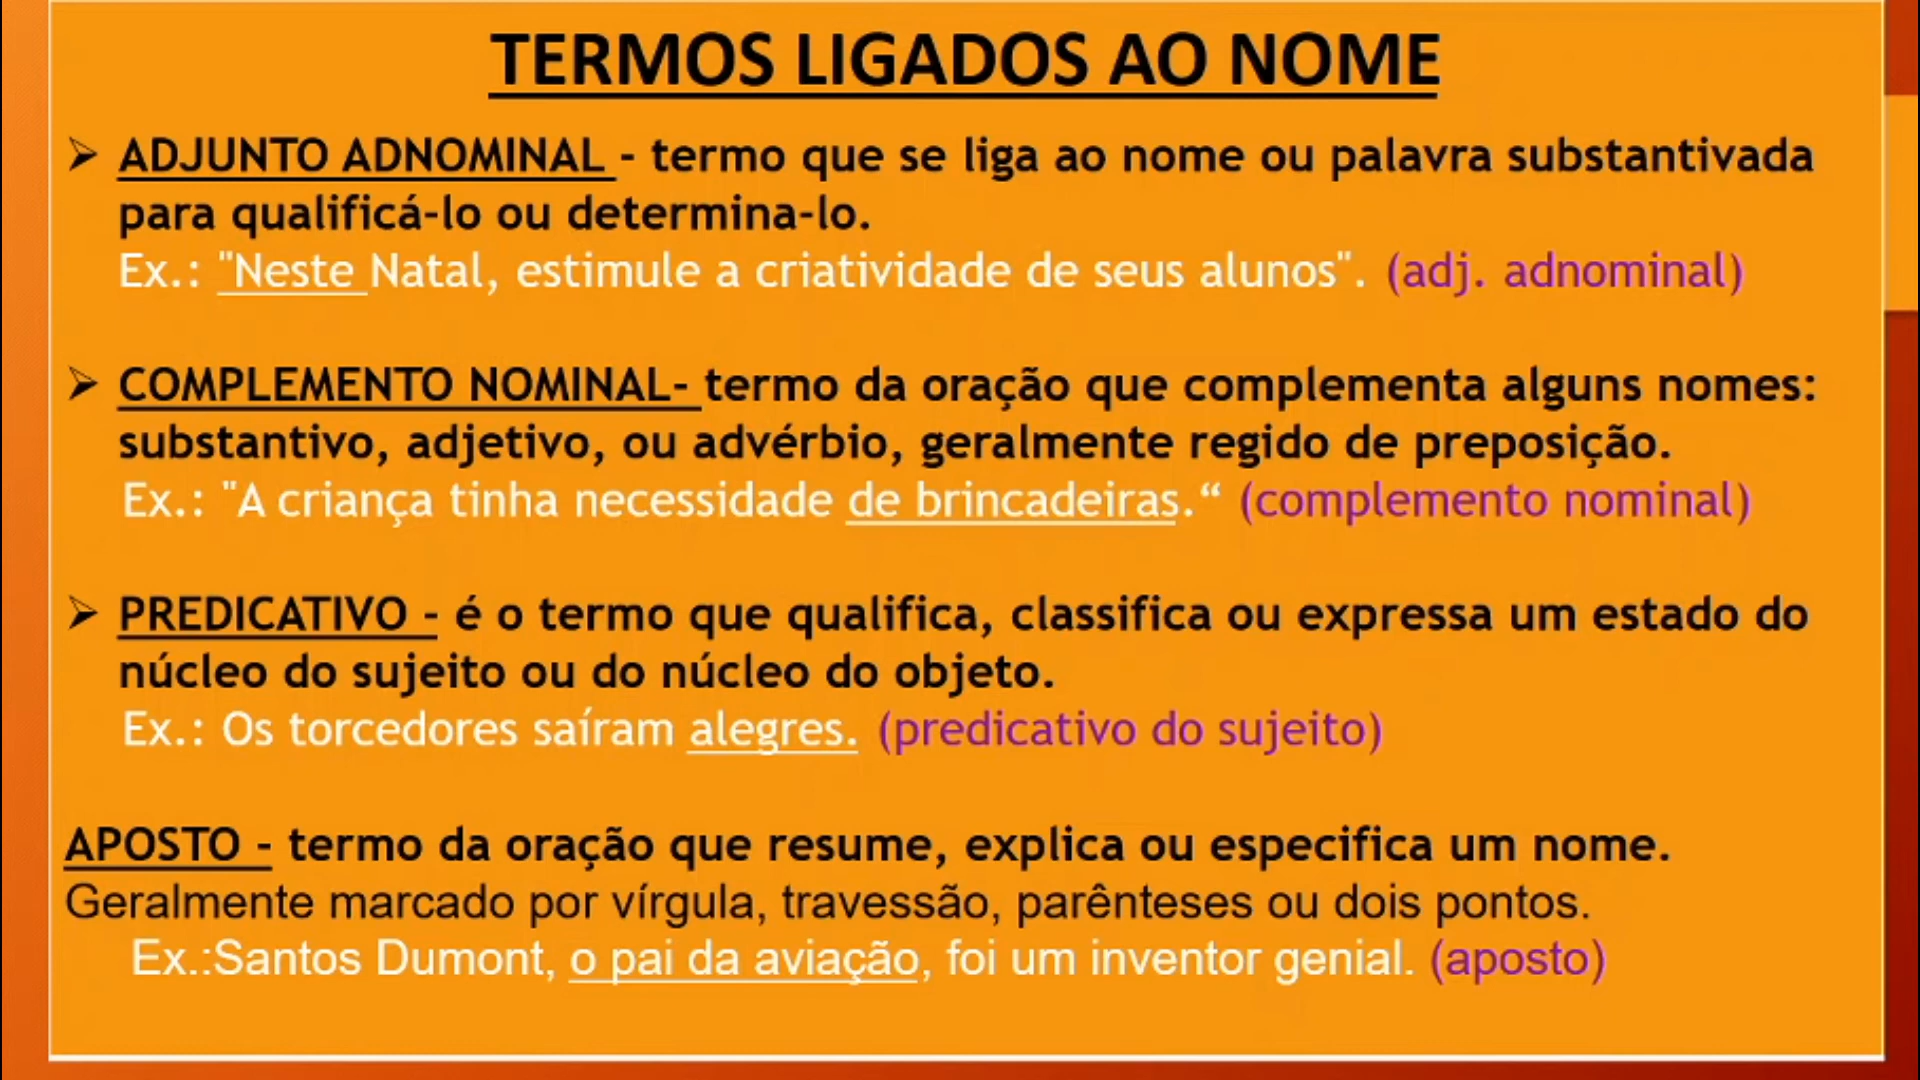 TERMOS LIGADOS AO NOME
➢ ADJUNTO ADNOMINAL - termo que se liga ao nome ou palavra substantivada
para qualificá-lo ou determina-lo.
Ex.: "Neste Natal, estimule a criatividade de seus alunos". (adj. adnominal)
➢ COMPLEMENTO NOMINAL- termo da oração que complementa alguns nomes:
substantivo, adjetivo, ou advérbio, geralmente regido de preposição.
Ex.: "A criança tinha necessidade de brincadeiras.“ (complemento nominal)
➢ PREDICATIVO - é o termo que qualifica, classifica ou expressa um estado do
núcleo do sujeito ou do núcleo do objeto.
Ex.: Os torcedores saíram alegres. (predicativo do sujeito)
APOSTO - termo da oração que resume, explica ou especifica um nome.
Geralmente marcado por vírgula, travessão, parênteses ou dois pontos.
Ex.:Santos Dumont, o pai da aviação, foi um inventor genial. (aposto)